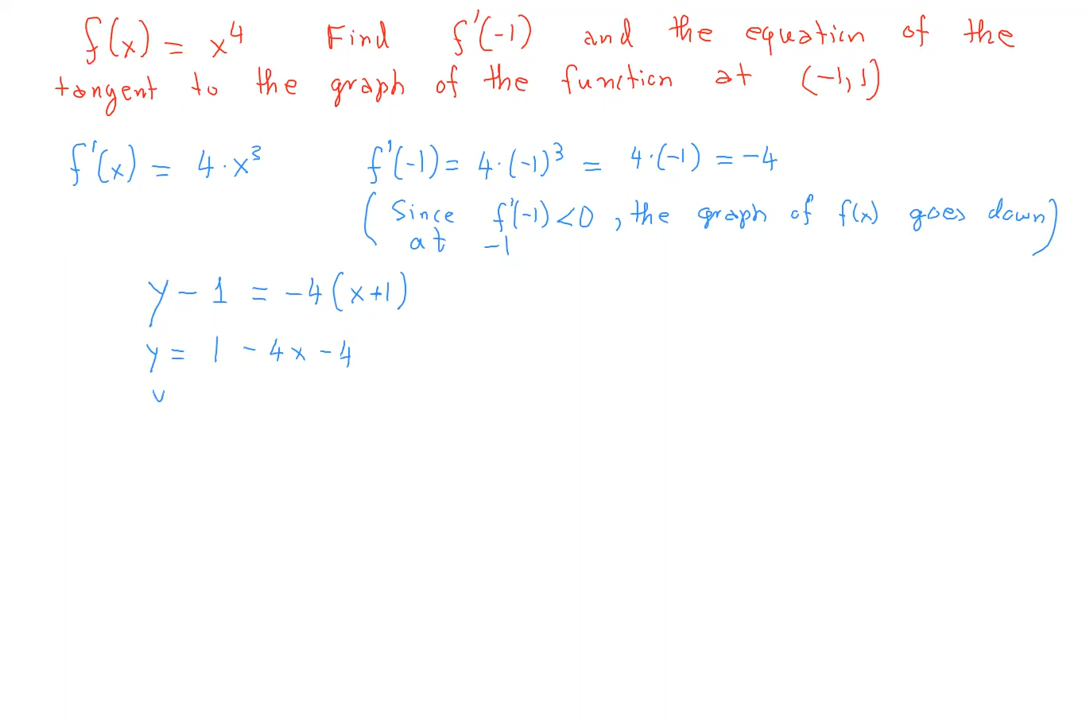 f(x) = x⁴ Find f'(-1) and the equation of the
tangent to the graph of the function at (-1,1)
f'(x) = 4·x³ f'(-1) = 4·(-1)³ = 4·(-1) = -4
(Since f'(-1) < 0, the graph of f(x) goes down)
at -1
y - 1 = -4(x+1)
y = 1 - 4x - 4